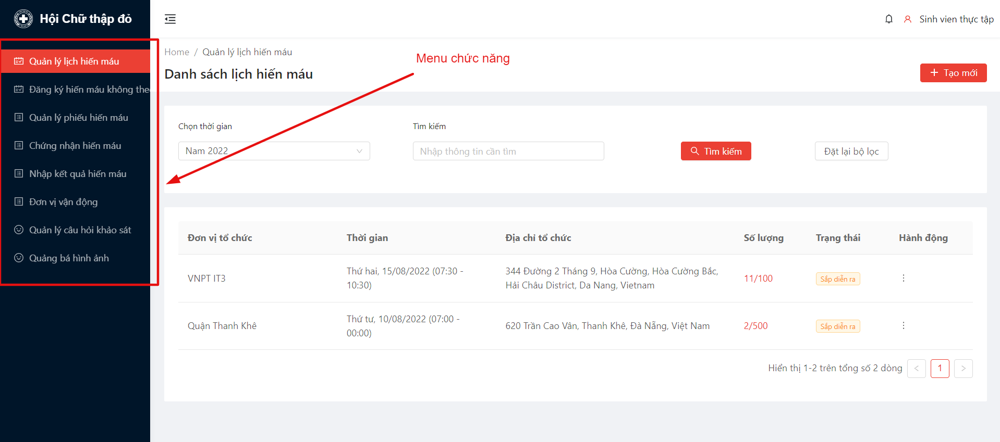 Hội Chữ thập đỏ
Sinh vien thực tập
Quản lý lịch hiến máu
Đăng ký hiến máu không the
Quản lý phiếu hiến máu
Chứng nhận hiến máu
Nhập kết quả hiến máu
Đơn vị vận động
Quản lý câu hỏi khảo sát
Quảng bá hình ảnh
Home / Quản lý lịch hiến máu
Menu chức năng
Danh sách lịch hiến máu
Tạo mới
Chọn thời gian
Tìm kiếm
Nam 2022
Nhập thông tin cần tìm
Tìm kiếm
Đặt lại bộ lọc
Đơn vị tổ chức Thời gian Địa chỉ tổ chức Số lượng Trạng thái Hành động
VNPT IT3
Thứ hai, 15/08/2022 (07:30 -
10:30)
344 Đường 2 Tháng 9, Hòa Cường, Hòa Cường Bắc,
Hải Châu District, Da Nang, Vietnam
11/100
Sắp diễn ra
Quận Thanh Khê
Thứ tư, 10/08/2022 (07:00 -
00:00)
620 Trần Cao Vân, Thanh Khê, Đà Nẵng, Việt Nam
2/500
Sắp diễn ra
Hiển thị 1-2 trên tổng số 2 dòng < 1 >